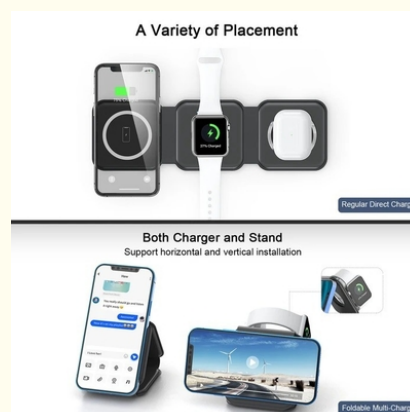 A Variety of Placement
Regular Direct Charg
Both Charger and Stand
Support horizontal and vertical installation
Foldable Multi-Charg